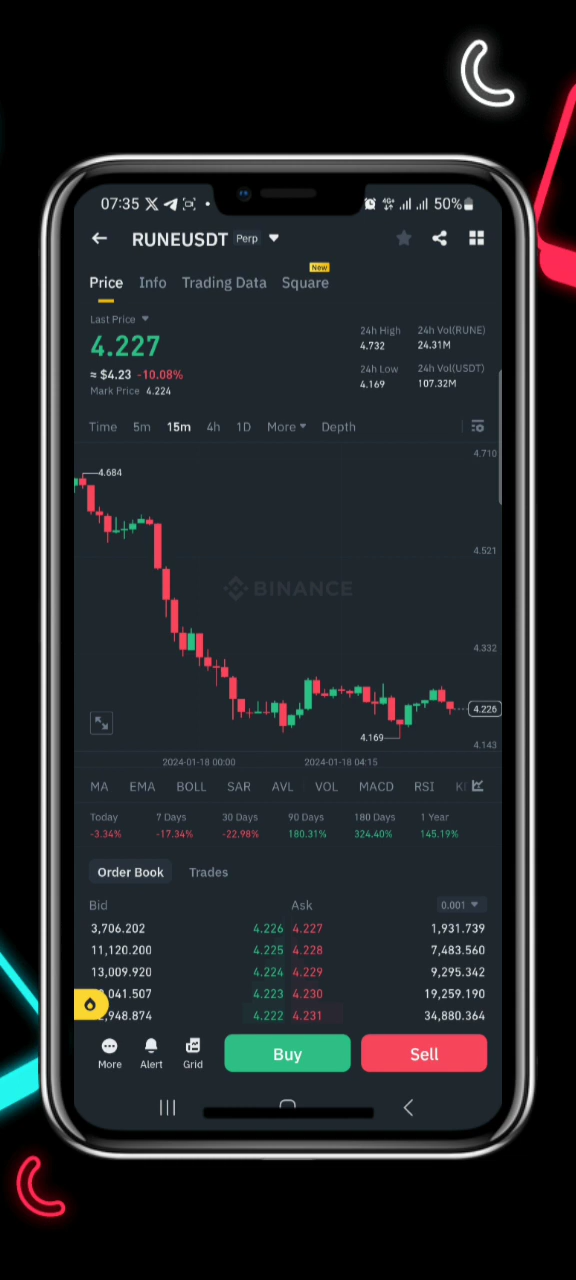 07:35 50%
RUNEUSDT Perp
New
Price Info Trading Data Square
Last Price
4.227
≈ $4.23 -10.08%
Mark Price 4.224
24h High 24h Vol(RUNE)
4.732 24.31M
24h Low 24h Vol(USDT)
4.169 107.32M
Time 5m 15m 4h 1D More Depth
4.710
4.684
4.521
BINANCE
4.332
4.226
4.169
4.143
2024-01-18 00:00 2024-01-18 04:15
MA EMA BOLL SAR AVL VOL MACD RSI
Today 7 Days 30 Days 90 Days 180 Days 1 Year
-3.34% -17.34% -22.98% 180.31% 324.40% 145.19%
Order Book Trades
Bid Ask 0.001
3,706.202 4.226 4.227 1,931.739
11,120.200 4.225 4.228 7,483.560
13,009.920 4.224 4.229 9,295.342
041.507 4.223 4.230 19,259.190
,948.874 4.222 4.231 34,880.364
More Alert Grid Buy Sell